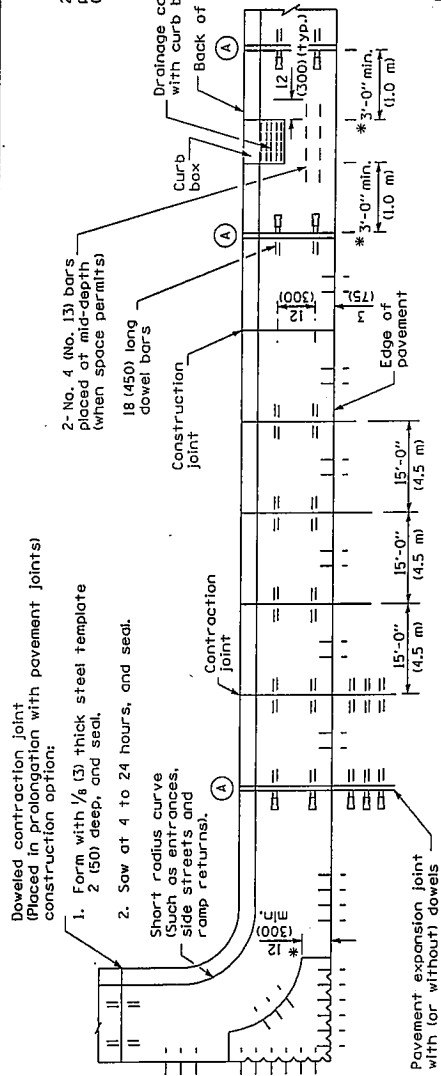 Doweled contraction joint
(Placed in prolongation with pavement joints)
construction option:
1. Form with 1/8 (3) thick steel template
2 (50) deep, and seal.
2. Saw at 4 to 24 hours, and seal.
Short radius curve
(Such as entrances,
side streets and
ramp returns).
* 12
(300)
min.
Pavement expansion joint
with (or without) dowels
A
Contraction
joint
15'-0"
(4.5 m)
15'-0"
(4.5 m)
15'-0"
(4.5 m)
Construction
joint
2- No. 4 (No. 13) bars
placed at mid-depth
(when space permits)
18 (450) long
dowel bars
12
(300)
3
(75)
Edge of
pavement
A
Curb
box
Drainage
with curb
Back of
12
(300) (typ.)
A
* 3'-0" min.
(1.0 m)
* 3'-0" min.
(1.0 m)
2